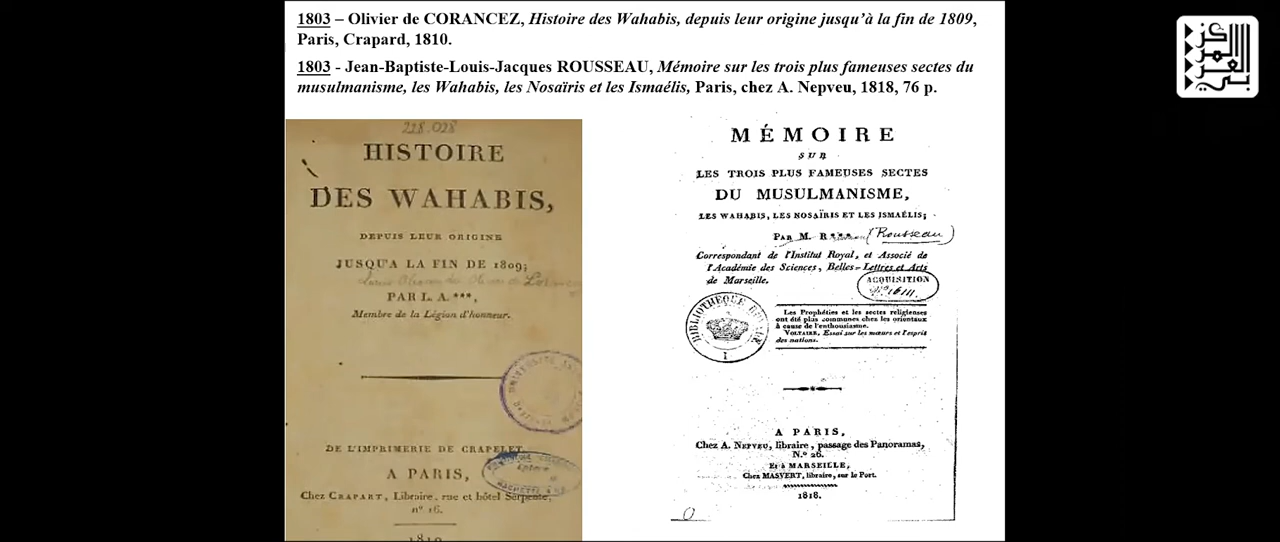 1803 – Olivier de CORANCEZ, Histoire des Wahabis, depuis leur origine jusqu'à la fin de 1809,
Paris, Crapard, 1810.
1803 - Jean-Baptiste-Louis-Jacques ROUSSEAU, Mémoire sur les trois plus fameuses sectes du
musulmanisme, les Wahabis, les Nosaïris et les Ismaélis, Paris, chez A. Nepveu, 1818, 76 p.
228.028
HISTOIRE
DES WAHABIS,
DEPUIS LEUR ORIGINE
JUSQU'A LA FIN DE 1809;
PAR L. A.***,
Membre de la Légion d'honneur.
DE L'IMPRIMERIE DE CRAPELET
A PARIS,
Chez CRAPART, Libraire, rue et hôtel Serpente,
n° 16.
1810
MÉMOIRE
SUR
LES TROIS PLUS FAMEUSES SECTES
DU MUSULMANISME,
LES WAHABIS, LES NOSAÏRIS ET LES ISMAÉLIS;
PAR M. R*** (Rousseau)
Correspondant de l'Institut Royal, et Associé de
l'Académie des Sciences, Belles-Lettres et Arts
de Marseille.
ACQUISITION
BIBLIOTHEQUE
I
Les Prophéties et les sectes religienses
ont été plus communes chez les orientaux
à cause de l'enthousiasme.
VOLTAIRE, Essai sur les mœurs et l'esprit
des nations.
A PARIS,
Chez A. NEPVEU, libraire, passage des Panoramas,
N.° 26.
Et à MARSEILLE,
Chez MASVERT, libraire, sur le Port.
1818.
المركز
العربي